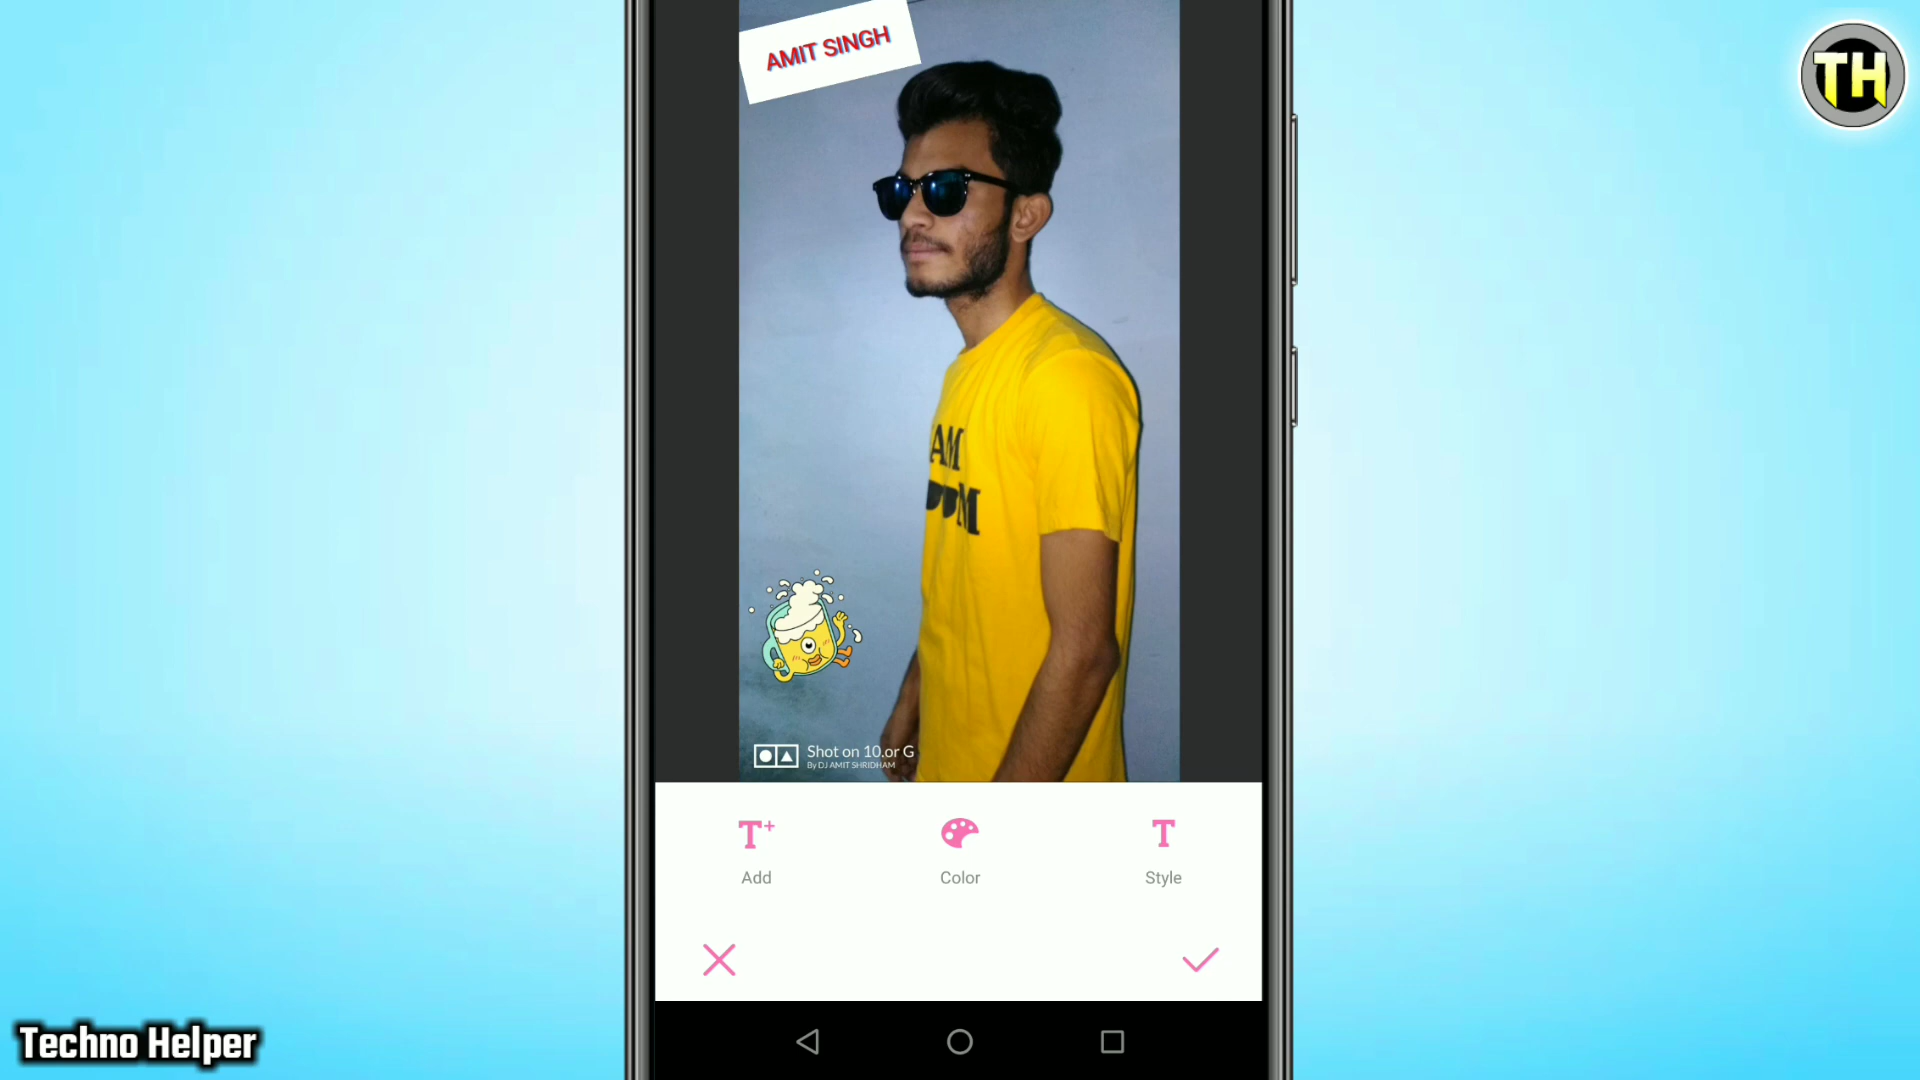 AMIT SINGH
TH
AM
Shot on 10.or G
By DJ AMIT SHRIDHAM
T+
T
Add
Color
Style
Techno Helper